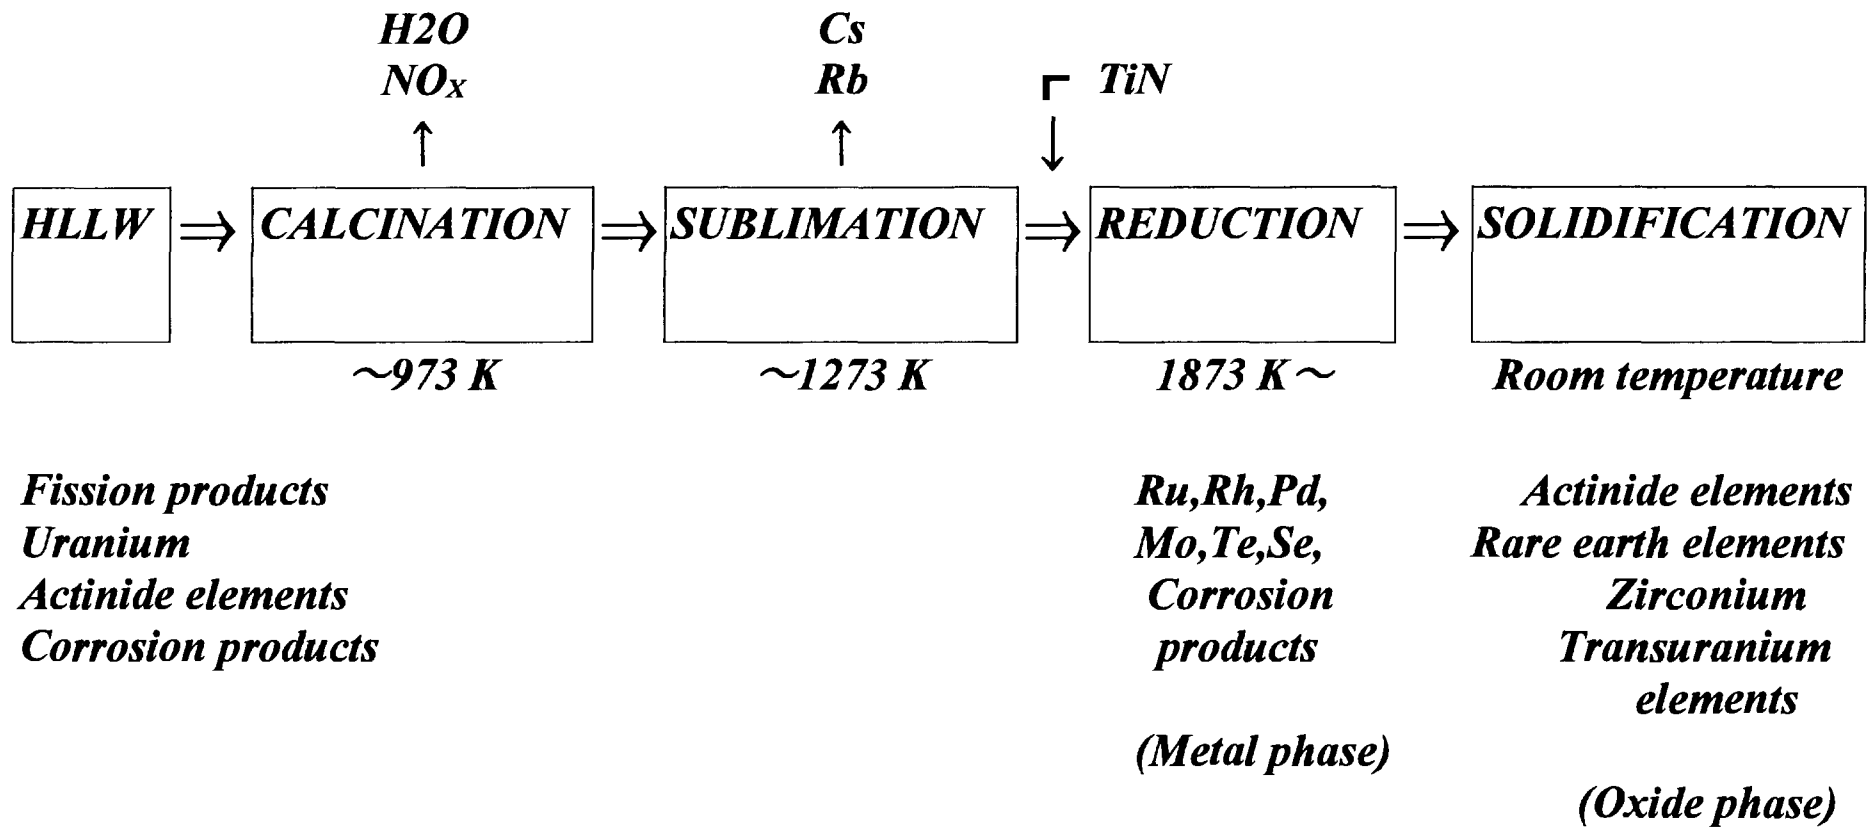 H2O
NOX
Cs
Rb
TiN
HLLW
CALCINATION
SUBLIMATION
REDUCTION
SOLIDIFICATION
~973 K
~1273 K
1873 K~
Room temperature
Fission products
Uranium
Actinide elements
Corrosion products
Ru,Rh,Pd,
Mo,Te,Se,
Corrosion
products
(Metal phase)
Actinide elements
Rare earth elements
Zirconium
Transuranium
elements
(Oxide phase)